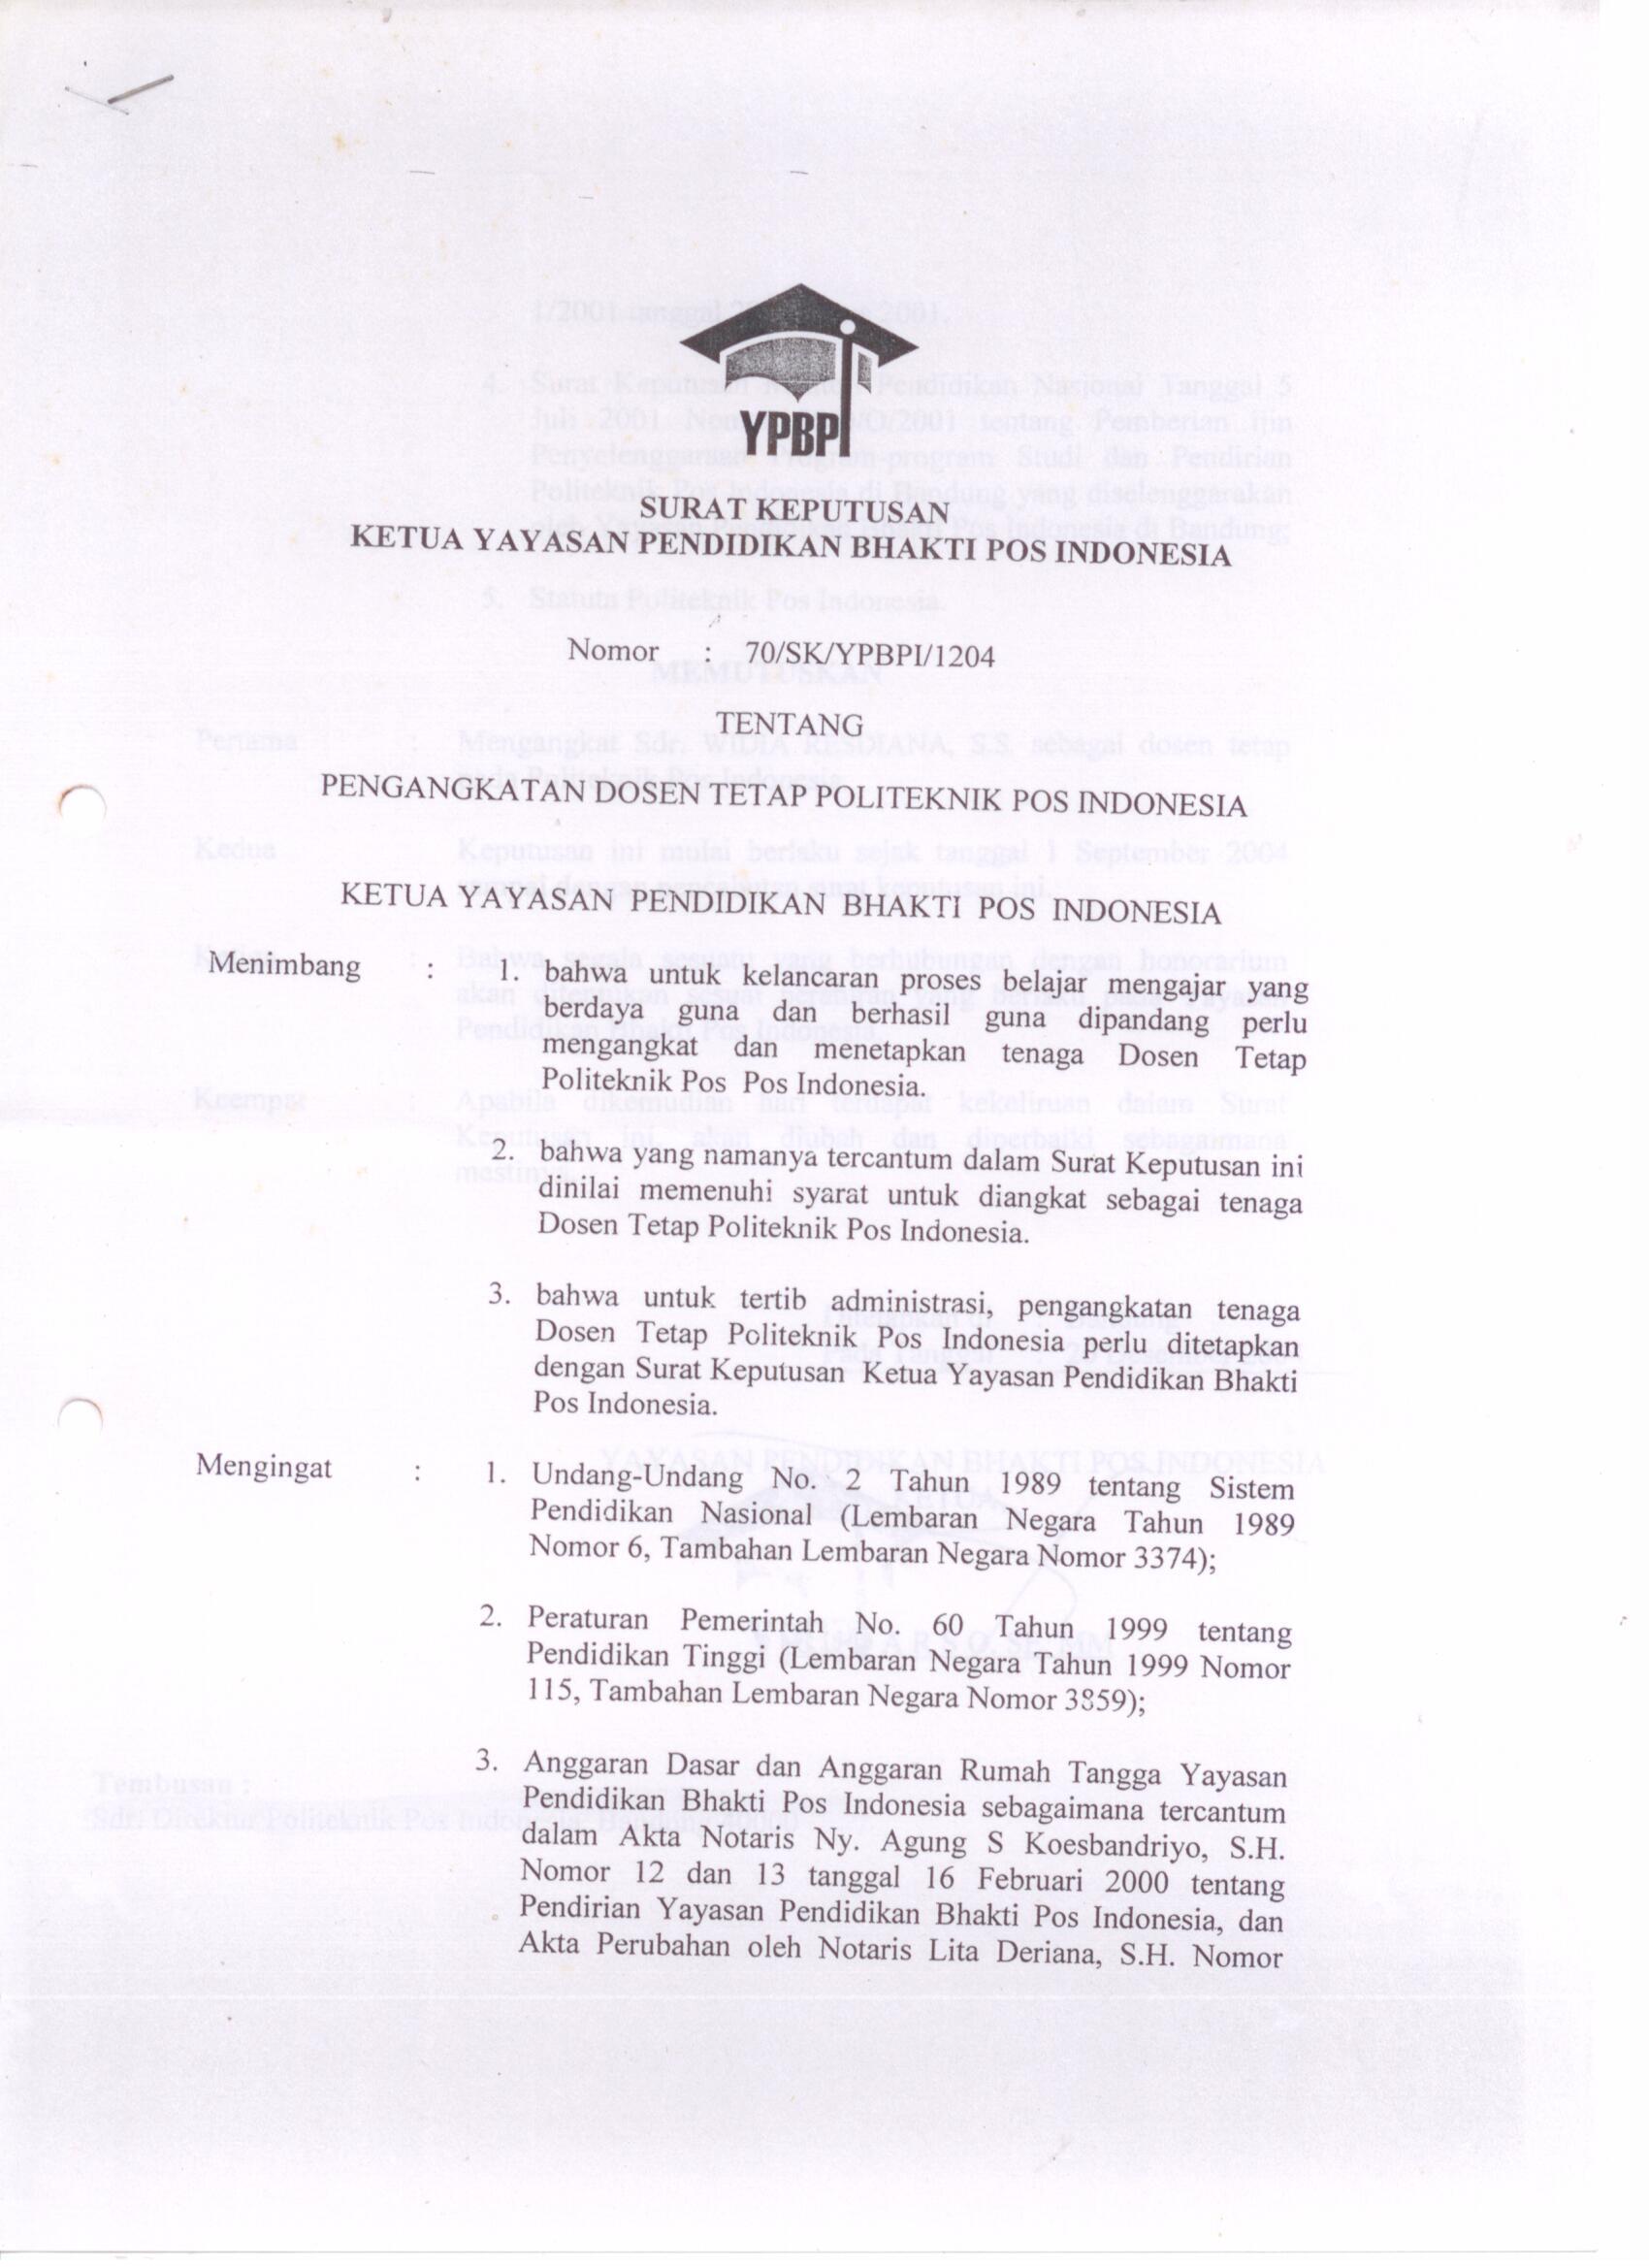 YPBPI
SURAT KEPUTUSAN
KETUA YAYASAN PENDIDIKAN BHAKTI POS INDONESIA
Nomor : 70/SK/YPBPI/1204
TENTANG
PENGANGKATAN DOSEN TETAP POLITEKNIK POS INDONESIA
KETUA YAYASAN PENDIDIKAN BHAKTI POS INDONESIA
Menimbang : 1. bahwa untuk kelancaran proses belajar mengajar yang
berdaya guna dan berhasil guna dipandang perlu
mengangkat dan menetapkan tenaga Dosen Tetap
Politeknik Pos Pos Indonesia.
2. bahwa yang namanya tercantum dalam Surat Keputusan ini
dinilai memenuhi syarat untuk diangkat sebagai tenaga
Dosen Tetap Politeknik Pos Indonesia.
3. bahwa untuk tertib administrasi, pengangkatan tenaga
Dosen Tetap Politeknik Pos Indonesia perlu ditetapkan
dengan Surat Keputusan Ketua Yayasan Pendidikan Bhakti
Pos Indonesia.
Mengingat : 1. Undang-Undang No. 2 Tahun 1989 tentang Sistem
Pendidikan Nasional (Lembaran Negara Tahun 1989
Nomor 6, Tambahan Lembaran Negara Nomor 3374);
2. Peraturan Pemerintah No. 60 Tahun 1999 tentang
Pendidikan Tinggi (Lembaran Negara Tahun 1999 Nomor
115, Tambahan Lembaran Negara Nomor 3859);
3. Anggaran Dasar dan Anggaran Rumah Tangga Yayasan
Pendidikan Bhakti Pos Indonesia sebagaimana tercantum
dalam Akta Notaris Ny. Agung S Koesbandriyo, S.H.
Nomor 12 dan 13 tanggal 16 Februari 2000 tentang
Pendirian Yayasan Pendidikan Bhakti Pos Indonesia, dan
Akta Perubahan oleh Notaris Lita Deriana, S.H. Nomor